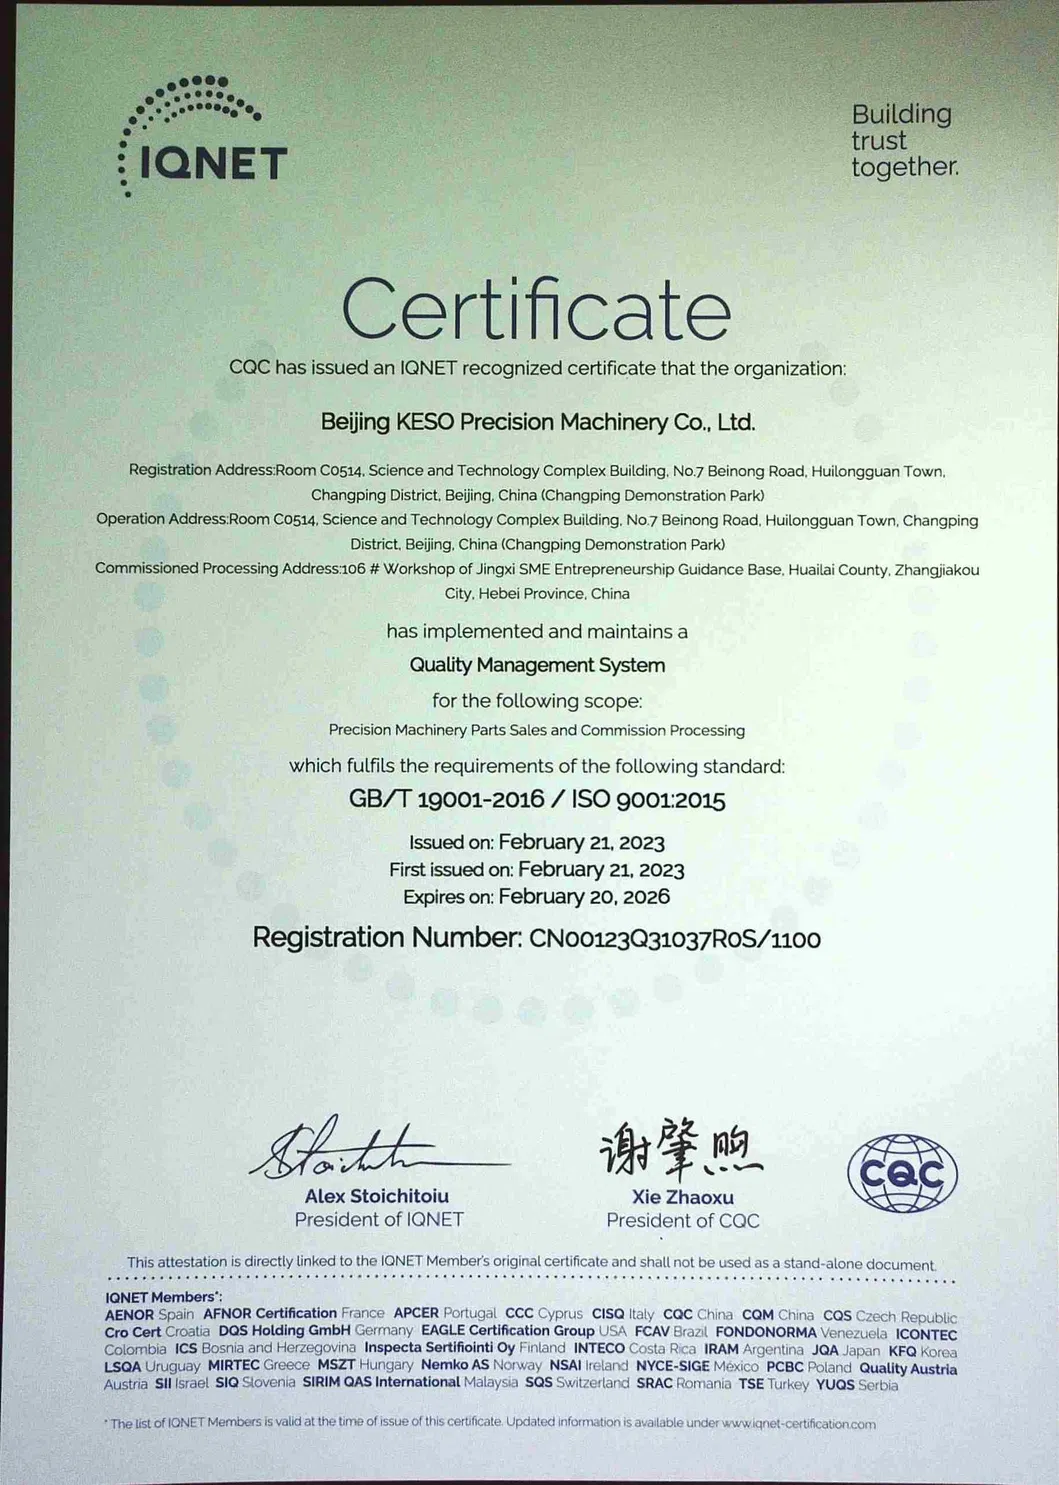 IQNET
Building
trust
together.
Certificate
CQC has issued an IQNET recognized certificate that the organization:
Beijing KESO Precision Machinery Co., Ltd.
Registration Address:Room C0514, Science and Technology Complex Building, No.7 Beinong Road, Huilongguan Town,
Changping District, Beijing, China (Changping Demonstration Park)
Operation Address:Room C0514, Science and Technology Complex Building, No.7 Beinong Road, Huilongguan Town, Changping
District, Beijing, China (Changping Demonstration Park)
Commissioned Processing Address:106 # Workshop of Jingxi SME Entrepreneurship Guidance Base, Huailai County, Zhangjiakou
City, Hebei Province, China
has implemented and maintains a
Quality Management System
for the following scope:
Precision Machinery Parts Sales and Commission Processing
which fulfils the requirements of the following standard:
GB/T 19001-2016 / ISO 9001:2015
Issued on: February 21, 2023
First issued on: February 21, 2023
Expires on: February 20, 2026
Registration Number: CN00123Q31037R0S/1100
谢肇煦
Alex Stoichitoiu
President of IQNET
Xie Zhaoxu
President of CQC
CQC
This attestation is directly linked to the IQNET Member's original certificate and shall not be used as a stand-alone document.
IQNET Members*:
AENOR Spain AFNOR Certification France APCER Portugal CCC Cyprus CISQ Italy CQC China CQM China CQS Czech Republic
Cro Cert Croatia DQS Holding GmbH Germany EAGLE Certification Group USA FCAV Brazil FONDONORMA Venezuela ICONTEC
Colombia ICS Bosnia and Herzegovina Inspecta Sertifiointi Oy Finland INTECO Costa Rica IRAM Argentina JQA Japan KFQ Korea
LSQA Uruguay MIRTEC Greece MSZT Hungary Nemko AS Norway NSAI Ireland NYCE-SIGE México PCBC Poland Quality Austria
Austria SII Israel SIQ Slovenia SIRIM QAS International Malaysia SQS Switzerland SRAC Romania TSE Turkey YUQS Serbia
* The list of IQNET Members is valid at the time of issue of this certificate. Updated information is available under www.iqnet-certification.com